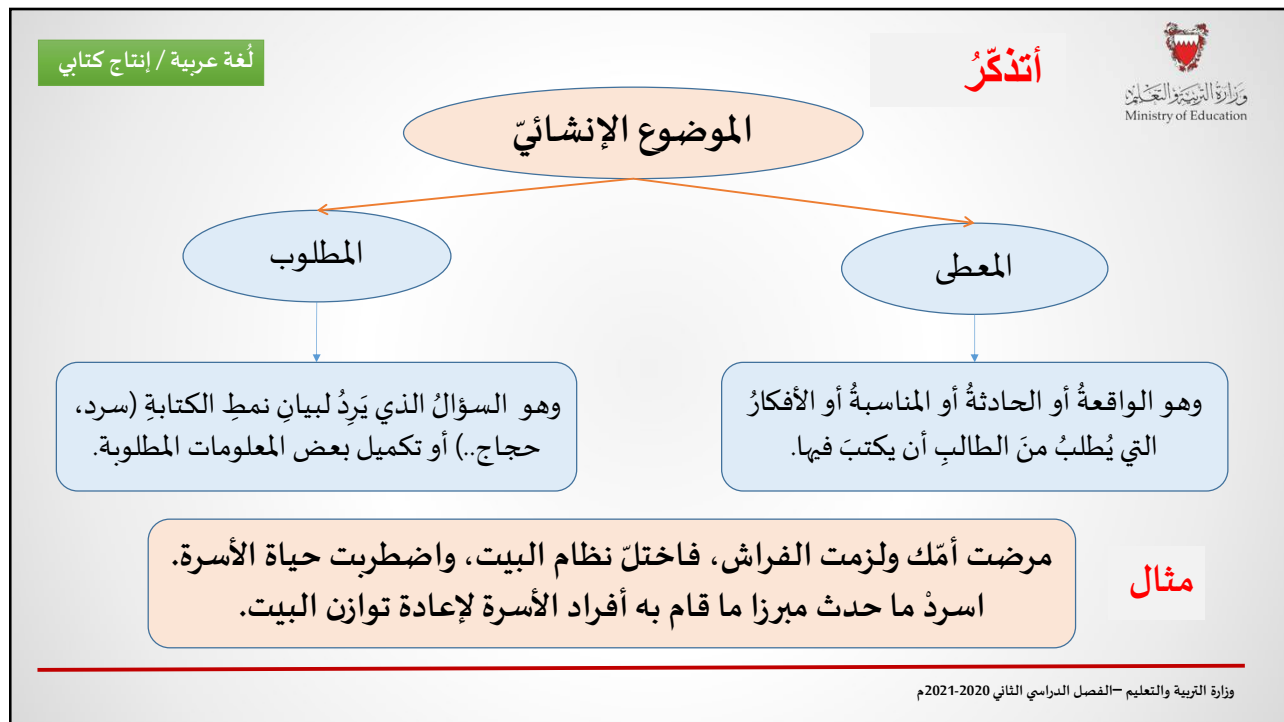 وزارة التربية والتعليم
Ministry of Education
أتذكّرُ
لُغة عربية / إنتاج كتابي
الموضوع الإنشائيّ
المعطى
المطلوب
وهو الواقعةُ أو الحادثةُ أو المناسبةُ أو الأفكارُ
التي يُطلبُ منَ الطالبِ أن يكتبَ فيها.
وهو السؤالُ الذي يَرِدُ لبيانِ نمطِ الكتابةِ (سرد،
حجاج..) أو تكميل بعض المعلومات المطلوبة.
مثال
مرضت أمّك ولزمت الفراش، فاختلّ نظام البيت، واضطربت حياة الأسرة.
اسردْ ما حدث مبرزا ما قام به أفراد الأسرة لإعادة توازن البيت.
وزارة التربية والتعليم –الفصل الدراسي الثاني 2020-2021م